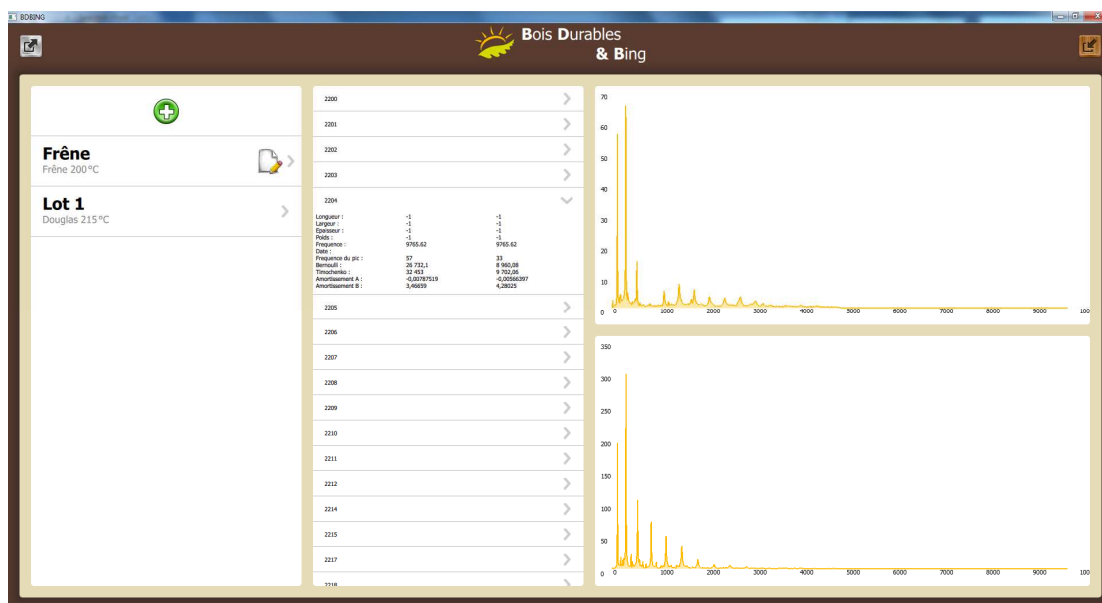 BDBING
Bois Durables
& Bing
Frêne
Frêne 200°C
Lot 1
Douglas 215°C
2200
2201
2202
2203
2204
Longueur : -1 -1
Largeur : -1 -1
Epaisseur : -1 -1
Poids : -1 -1
Frequence : 9765.62 9765.62
Date :
Frequence du pic : 57 33
Bernoulli : 26 732,1 8 960,08
Timochenko : 32 453 9 702,06
Amortissement A : -0,00787519 -0,00566397
Amortissement B : 3,46659 4,28025
2205
2206
2207
2208
2209
2210
2211
2212
2214
2215
2217
2218
70
60
50
40
30
20
10
0
0 1000 2000 3000 4000 5000 6000 7000 8000 9000 100
350
300
250
200
150
100
50
0
0 1000 2000 3000 4000 5000 6000 7000 8000 9000 100